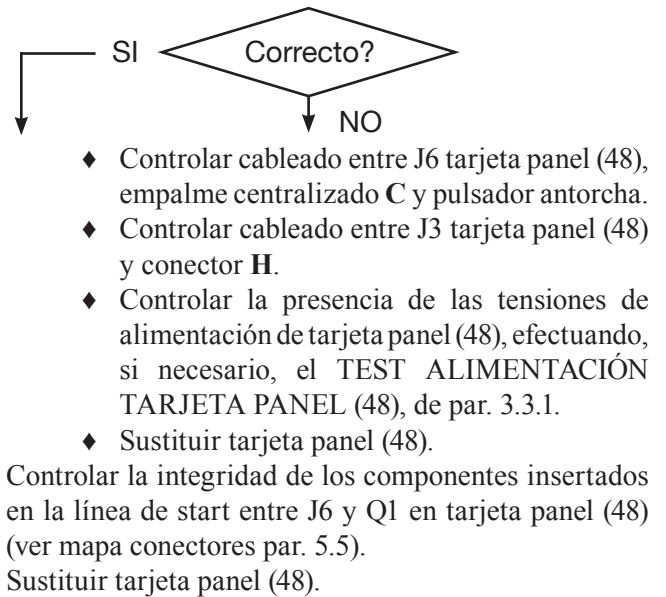 SI
Correcto?
NO
♦ Controlar cableado entre J6 tarjeta panel (48),
empalme centralizado C y pulsador antorcha.
♦ Controlar cableado entre J3 tarjeta panel (48)
y conector H.
♦ Controlar la presencia de las tensiones de
alimentación de tarjeta panel (48), efectuando,
si necesario, el TEST ALIMENTACIÓN
TARJETA PANEL (48), de par. 3.3.1.
♦ Sustituir tarjeta panel (48).
Controlar la integridad de los componentes insertados
en la línea de start entre J6 y Q1 en tarjeta panel (48)
(ver mapa conectores par. 5.5).
Sustituir tarjeta panel (48).